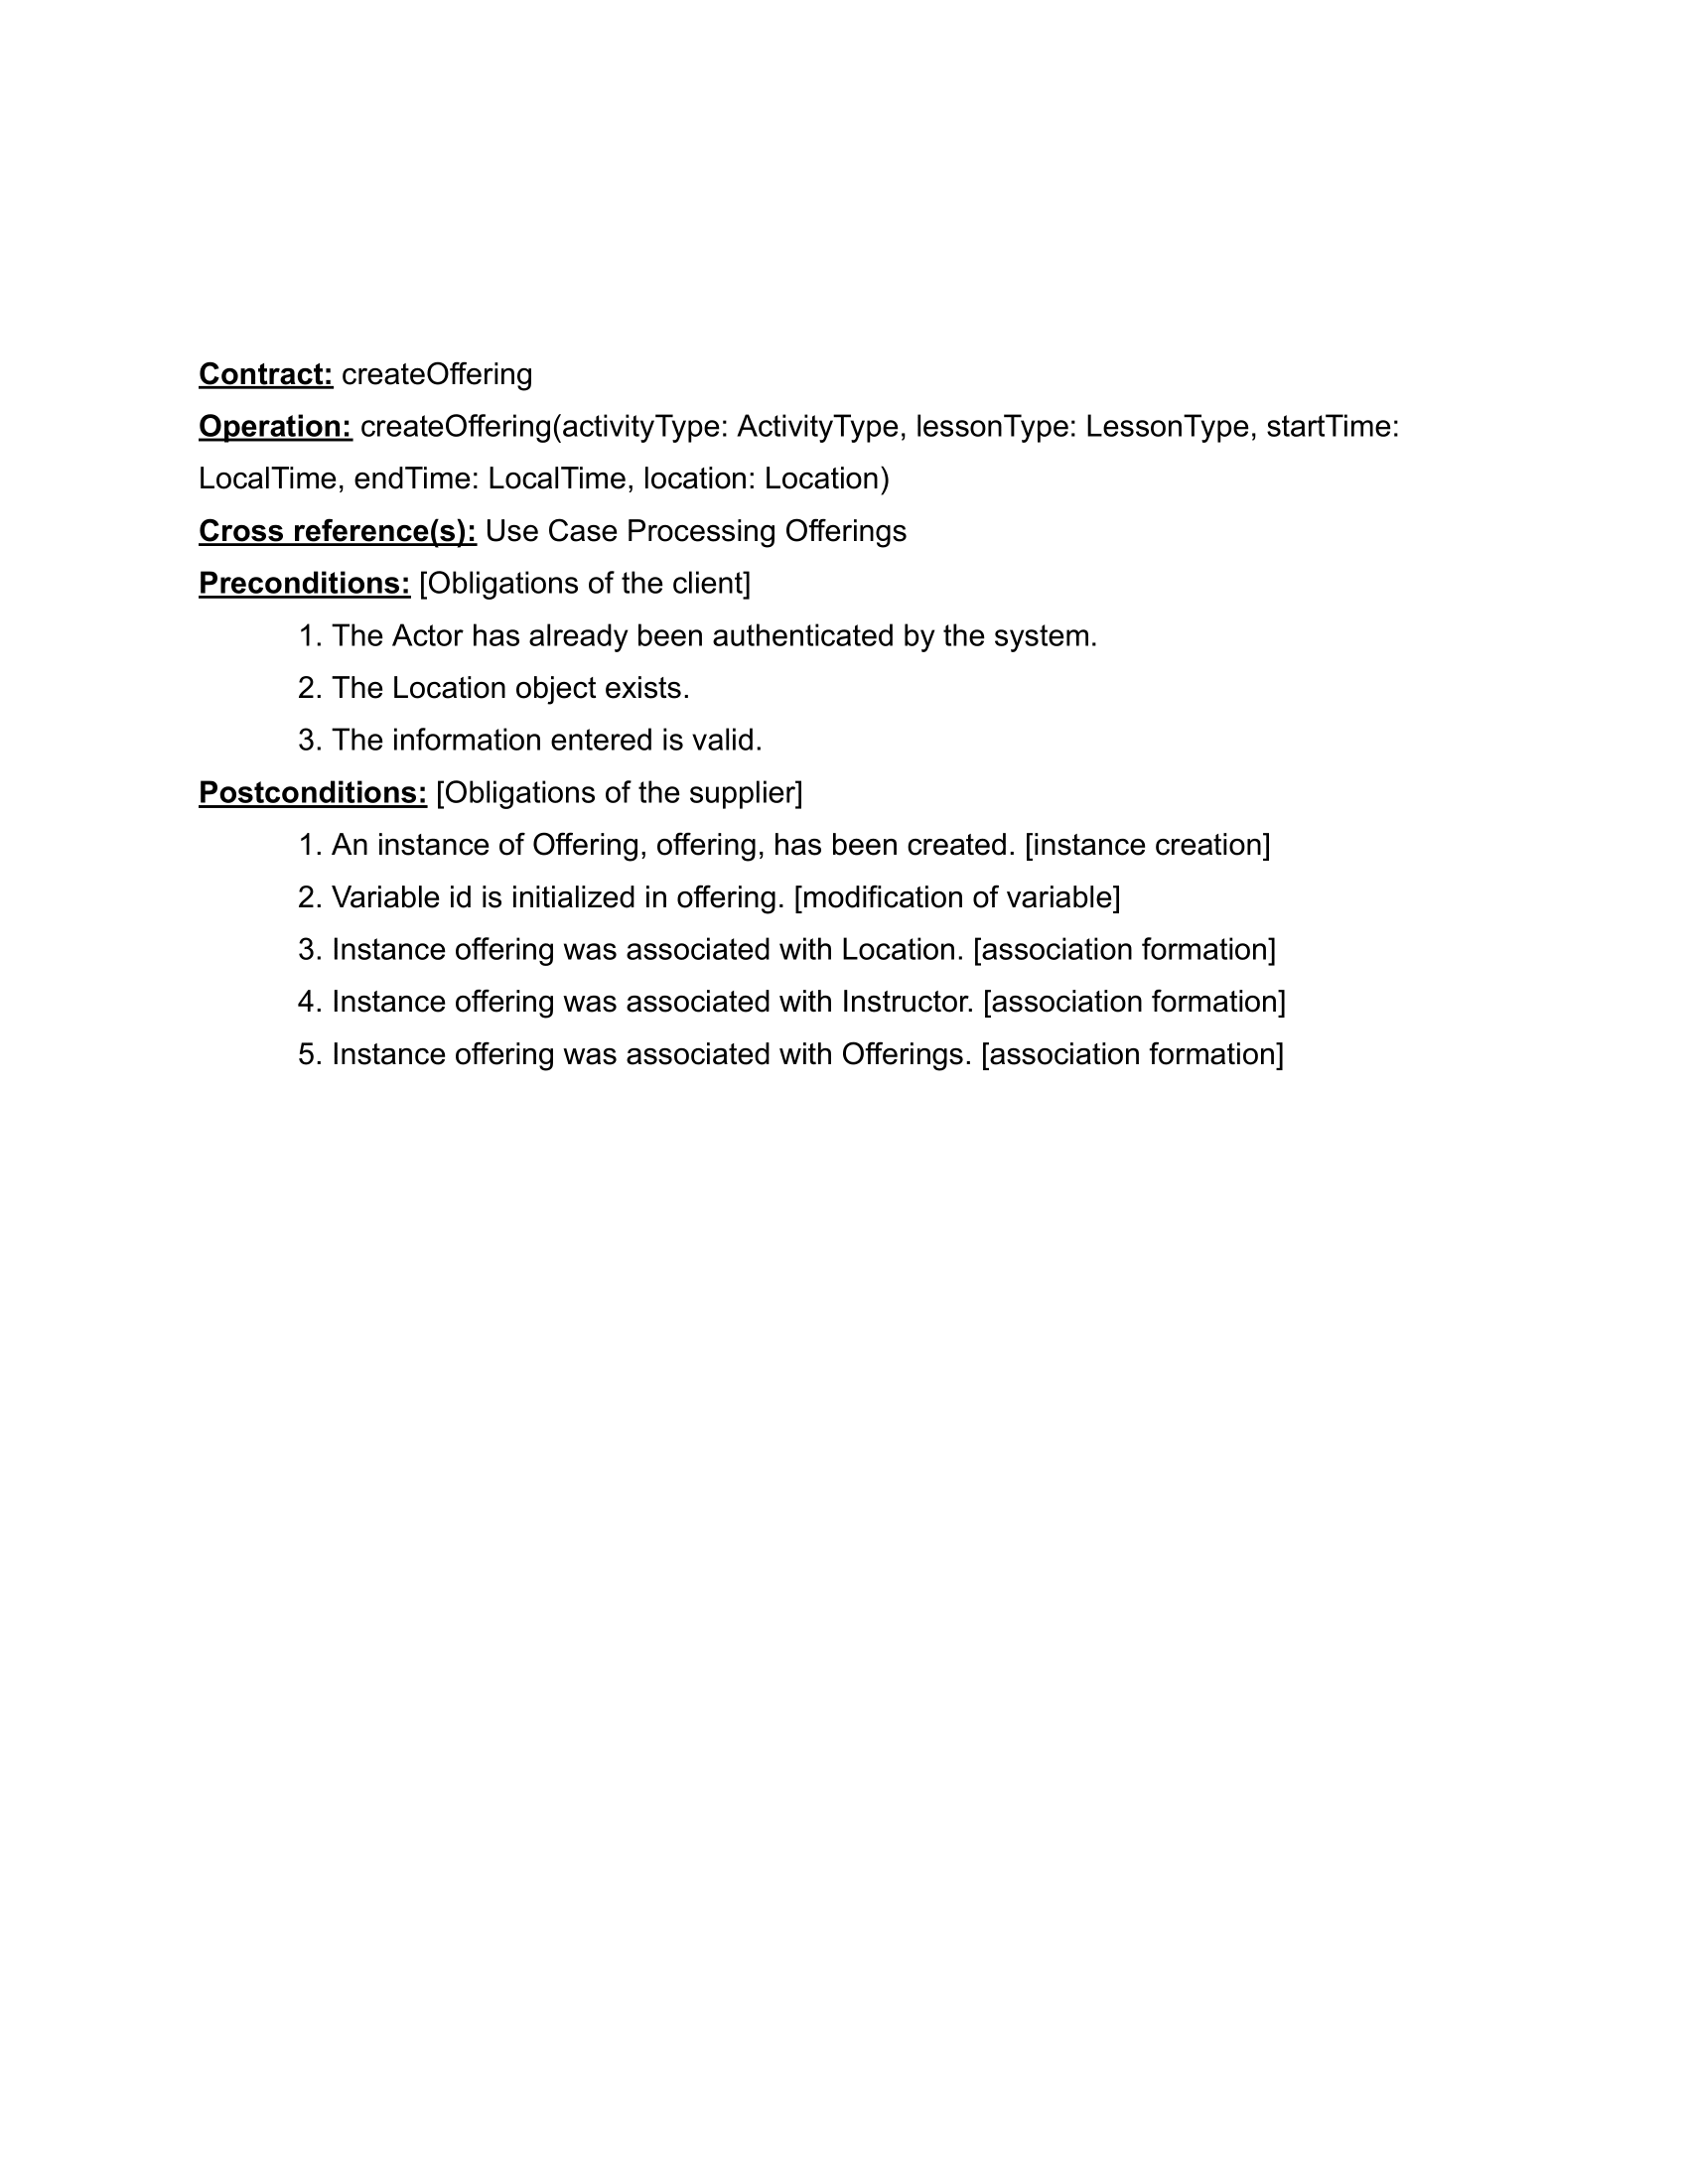 Contract: createOffering
Operation: createOffering(activityType: ActivityType, lessonType: LessonType, startTime:
LocalTime, endTime: LocalTime, location: Location)
Cross reference(s): Use Case Processing Offerings
Preconditions: [Obligations of the client]
1. The Actor has already been authenticated by the system.
2. The Location object exists.
3. The information entered is valid.
Postconditions: [Obligations of the supplier]
1. An instance of Offering, offering, has been created. [instance creation]
2. Variable id is initialized in offering. [modification of variable]
3. Instance offering was associated with Location. [association formation]
4. Instance offering was associated with Instructor. [association formation]
5. Instance offering was associated with Offerings. [association formation]